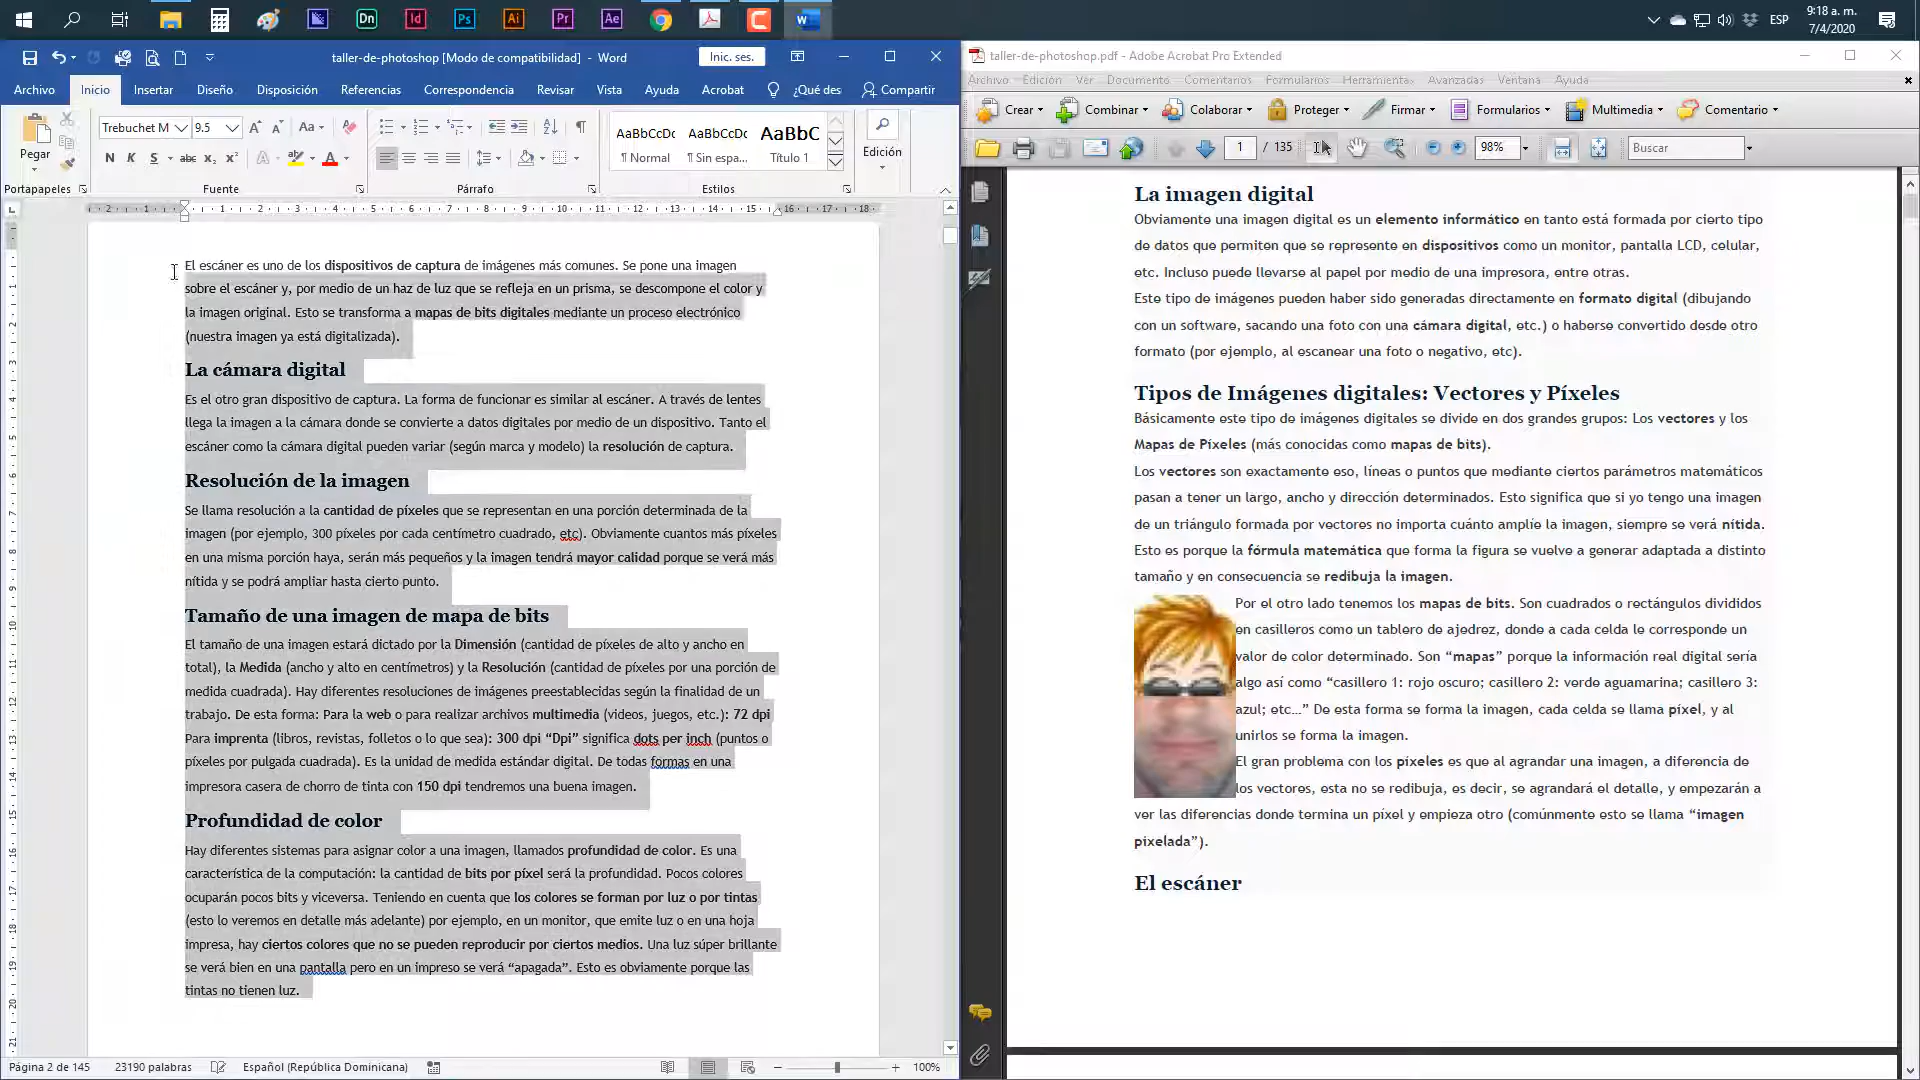 Dn
Id
Ps
Ai
Pr
Ae
ESP
9:18 a. m.
7/4/2020
taller-de-photoshop [Modo de compatibilidad] - Word
Inic. ses.
Archivo Inicio Insertar Diseño Disposición Referencias Correspondencia Revisar Vista Ayuda Acrobat ¿Qué des Compartir
Pegar
Trebuchet M 9.5
N K S abc x₂ x²
AaBbCcDc AaBbCcDc AaBbC
¶ Normal ¶ Sin espa... Título 1
Edición
Portapapeles Fuente Párrafo Estilos
El escáner es uno de los dispositivos de captura de imágenes más comunes. Se pone una imagen
sobre el escáner y, por medio de un haz de luz que se refleja en un prisma, se descompone el color y
la imagen original. Esto se transforma a mapas de bits digitales mediante un proceso electrónico
(nuestra imagen ya está digitalizada).
La cámara digital
Es el otro gran dispositivo de captura. La forma de funcionar es similar al escáner. A través de lentes
llega la imagen a la cámara donde se convierte a datos digitales por medio de un dispositivo. Tanto el
escáner como la cámara digital pueden variar (según marca y modelo) la resolución de captura.
Resolución de la imagen
Se llama resolución a la cantidad de píxeles que se representan en una porción determinada de la
imagen (por ejemplo, 300 píxeles por cada centímetro cuadrado, etc). Obviamente cuantos más píxeles
en una misma porción haya, serán más pequeños y la imagen tendrá mayor calidad porque se verá más
nítida y se podrá ampliar hasta cierto punto.
Tamaño de una imagen de mapa de bits
El tamaño de una imagen estará dictado por la Dimensión (cantidad de píxeles de alto y ancho en
total), la Medida (ancho y alto en centímetros) y la Resolución (cantidad de píxeles por una porción de
medida cuadrada). Hay diferentes resoluciones de imágenes preestablecidas según la finalidad de un
trabajo. De esta forma: Para la web o para realizar archivos multimedia (videos, juegos, etc.): 72 dpi
Para imprenta (libros, revistas, folletos o lo que sea): 300 dpi “Dpi” significa dots per inch (puntos o
píxeles por pulgada cuadrada). Es la unidad de medida estándar digital. De todas formas en una
impresora casera de chorro de tinta con 150 dpi tendremos una buena imagen.
Profundidad de color
Hay diferentes sistemas para asignar color a una imagen, llamados profundidad de color. Es una
característica de la computación: la cantidad de bits por píxel será la profundidad. Pocos colores
ocuparán pocos bits y viceversa. Teniendo en cuenta que los colores se forman por luz o por tintas
(esto lo veremos en detalle más adelante) por ejemplo, en un monitor, que emite luz o en una hoja
impresa, hay ciertos colores que no se pueden reproducir por ciertos medios. Una luz súper brillante
se verá bien en una pantalla pero en un impreso se verá “apagada”. Esto es obviamente porque las
tintas no tienen luz.
Página 2 de 145 23190 palabras Español (República Dominicana) 100%
taller-de-photoshop.pdf - Adobe Acrobat Pro Extended
Archivo Edición Ver Documento Comentarios Formularios Herramientas Avanzadas Ventana Ayuda
Crear Combinar Colaborar Proteger Firmar Formularios Multimedia Comentario
1 / 135 98% Buscar
La imagen digital
Obviamente una imagen digital es un elemento informático en tanto está formada por cierto tipo
de datos que permiten que se represente en dispositivos como un monitor, pantalla LCD, celular,
etc. Incluso puede llevarse al papel por medio de una impresora, entre otras.
Este tipo de imágenes pueden haber sido generadas directamente en formato digital (dibujando
con un software, sacando una foto con una cámara digital, etc.) o haberse convertido desde otro
formato (por ejemplo, al escanear una foto o negativo, etc).
Tipos de Imágenes digitales: Vectores y Píxeles
Básicamente este tipo de imágenes digitales se divide en dos grandes grupos: Los vectores y los
Mapas de Píxeles (más conocidas como mapas de bits).
Los vectores son exactamente eso, líneas o puntos que mediante ciertos parámetros matemáticos
pasan a tener un largo, ancho y dirección determinados. Esto significa que si yo tengo una imagen
de un triángulo formada por vectores no importa cuánto amplíe la imagen, siempre se verá nítida.
Esto es porque la fórmula matemática que forma la figura se vuelve a generar adaptada a distinto
tamaño y en consecuencia se redibuja la imagen.
Por el otro lado tenemos los mapas de bits. Son cuadrados o rectángulos divididos
en casilleros como un tablero de ajedrez, donde a cada celda le corresponde un
valor de color determinado. Son “mapas” porque la información real digital sería
algo así como “casillero 1: rojo oscuro; casillero 2: verde aguamarina; casillero 3:
azul; etc…” De esta forma se forma la imagen, cada celda se llama píxel, y al
unirlos se forma la imagen.
El gran problema con los píxeles es que al agrandar una imagen, a diferencia de
los vectores, esta no se redibuja, es decir, se agrandará el detalle, y empezarán a
ver las diferencias donde termina un píxel y empieza otro (comúnmente esto se llama “imagen
pixelada”).
El escáner